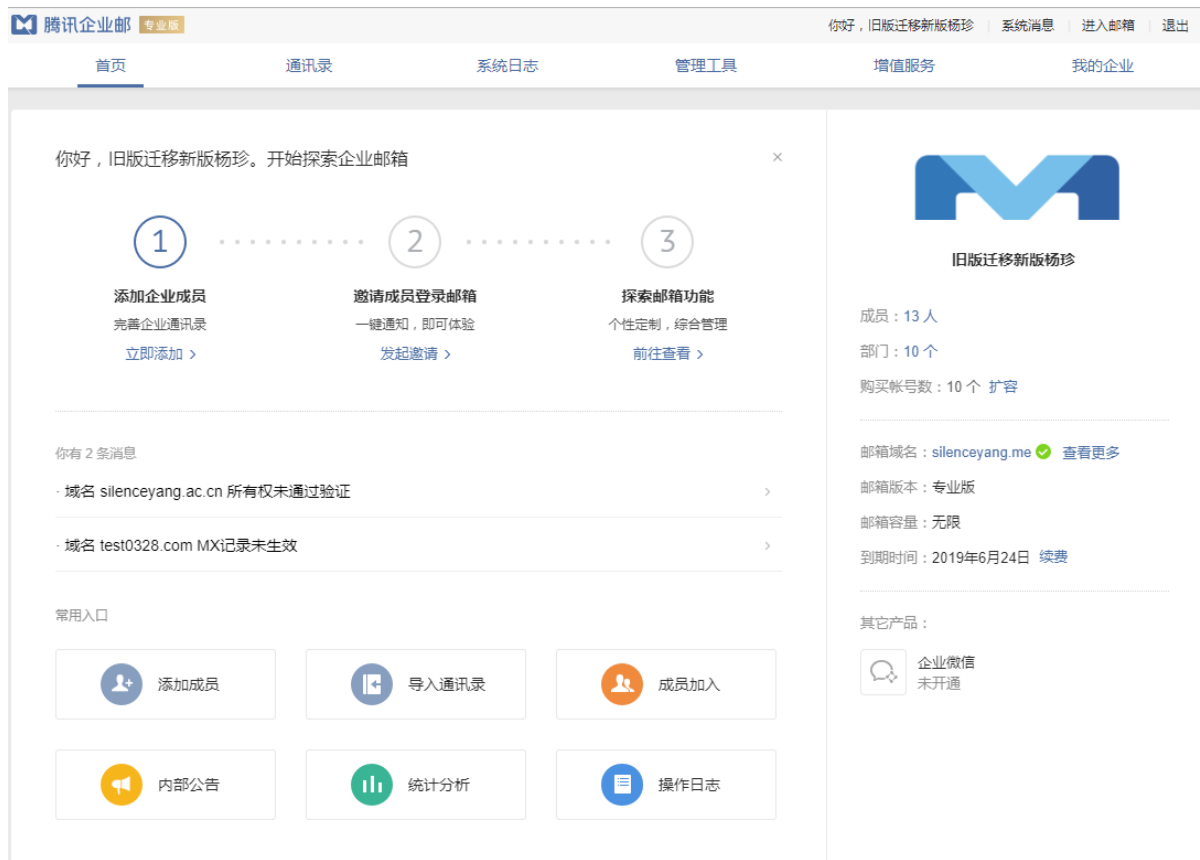 腾讯企业邮 专业版 你好，旧版迁移新版杨珍 系统消息 进入邮箱 退出
首页 通讯录 系统日志 管理工具 增值服务 我的企业
你好，旧版迁移新版杨珍。开始探索企业邮箱
1 2 3
添加企业成员 邀请成员登录邮箱 探索邮箱功能
完善企业通讯录 一键通知，即可体验 个性定制，综合管理
立即添加 发起邀请 前往查看
你有 2 条消息
· 域名 silenceyang.ac.cn 所有权未通过验证
· 域名 test0328.com MX记录未生效
常用入口
添加成员 导入通讯录 成员加入
内部公告 统计分析 操作日志
旧版迁移新版杨珍
成员：13 人
部门：10 个
购买帐号数：10 个 扩容
邮箱域名：silenceyang.me 查看更多
邮箱版本：专业版
邮箱容量：无限
到期时间：2019年6月24日 续费
其它产品：
企业微信
未开通